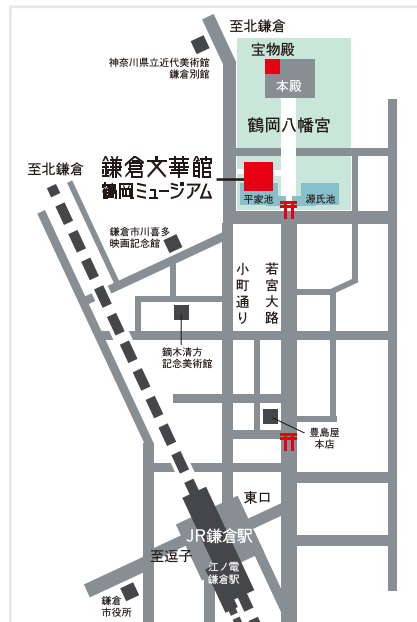 至北鎌倉
宝物殿
神奈川県立近代美術館
鎌倉別館
本殿
鶴岡八幡宮
鎌倉文華館
鶴岡ミュージアム
至北鎌倉
平家池
源氏池
鎌倉市川喜多
映画記念館
若宮大路
小町通り
鏑木清方
記念美術館
豊島屋
本店
東口
JR鎌倉駅
至逗子
江ノ電
鎌倉駅
鎌倉
市役所